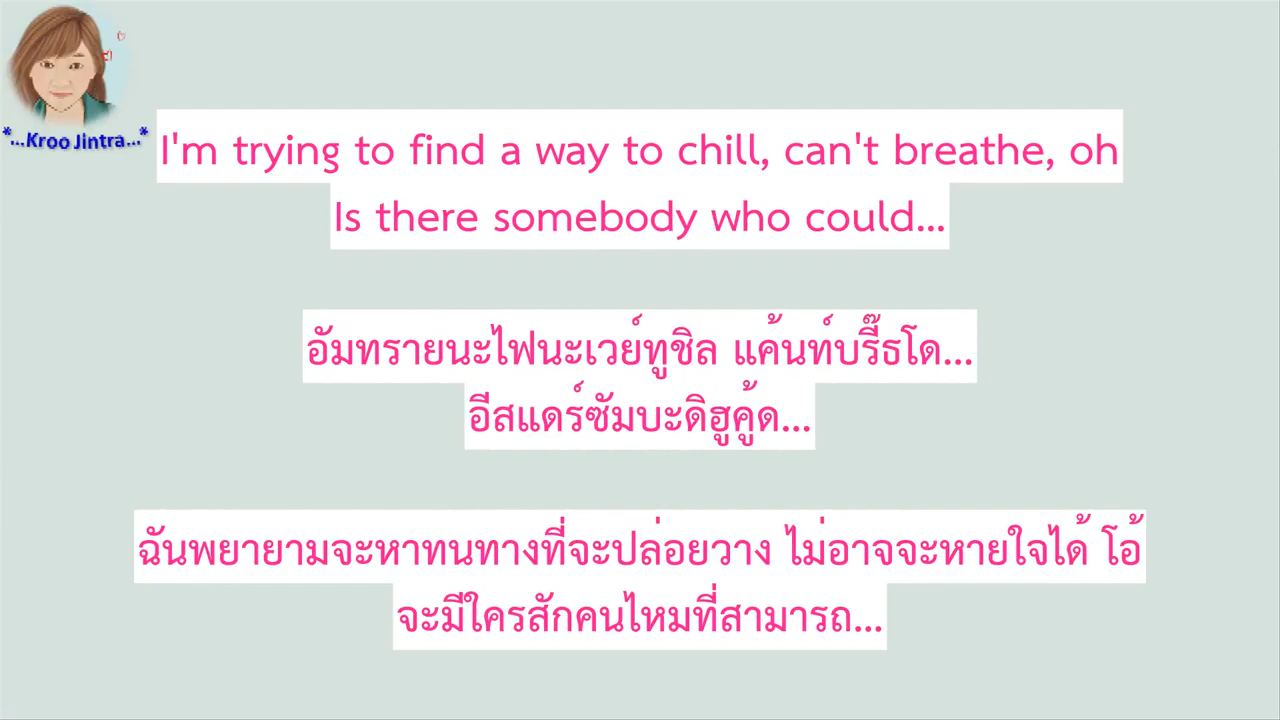 *...Kroo Jintra...*
I'm trying to find a way to chill, can't breathe, oh
Is there somebody who could...
อัมทรายนะไฟนะเวย์ทูชิล แค้นท์บรี๊ธโด...
อีสแดร์ซัมบะดิฮูคู้ด...
ฉันพยายามจะหาทนทางที่จะปล่อยวาง ไม่อาจจะหายใจได้ โอ้
จะมีใครสักคนไหมที่สามารถ...